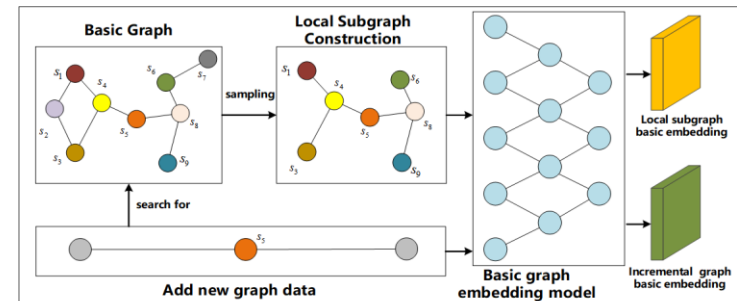 Basic Graph
Local Subgraph
Construction
s1
s4
s2
s3
s5
s6
s7
s8
s9
sampling
s1
s4
s3
s5
s6
s8
s9
Local subgraph
basic embedding
search for
s5
Add new graph data
Basic graph
embedding model
Incremental graph
basic embedding